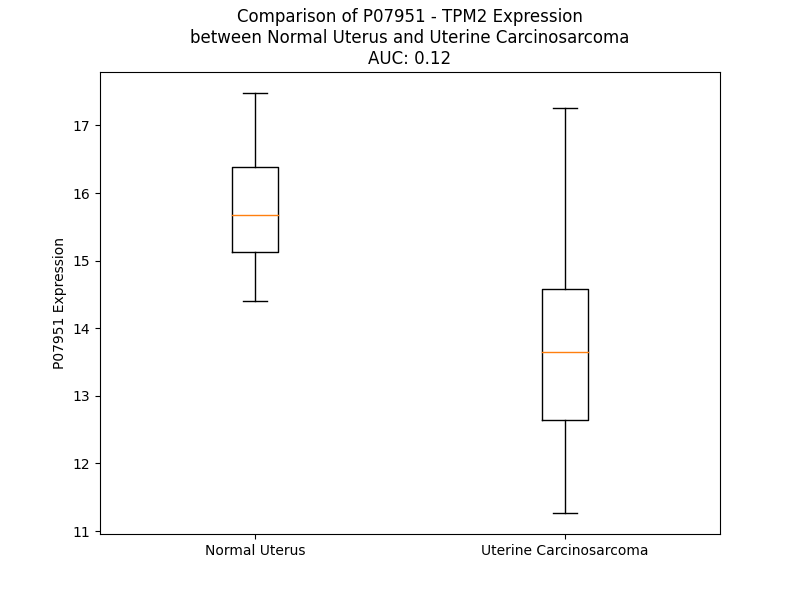 Comparison of P07951 - TPM2 Expression
between Normal Uterus and Uterine Carcinosarcoma
AUC: 0.12
P07951 Expression
17
16
15
14
13
12
11
Normal Uterus
Uterine Carcinosarcoma